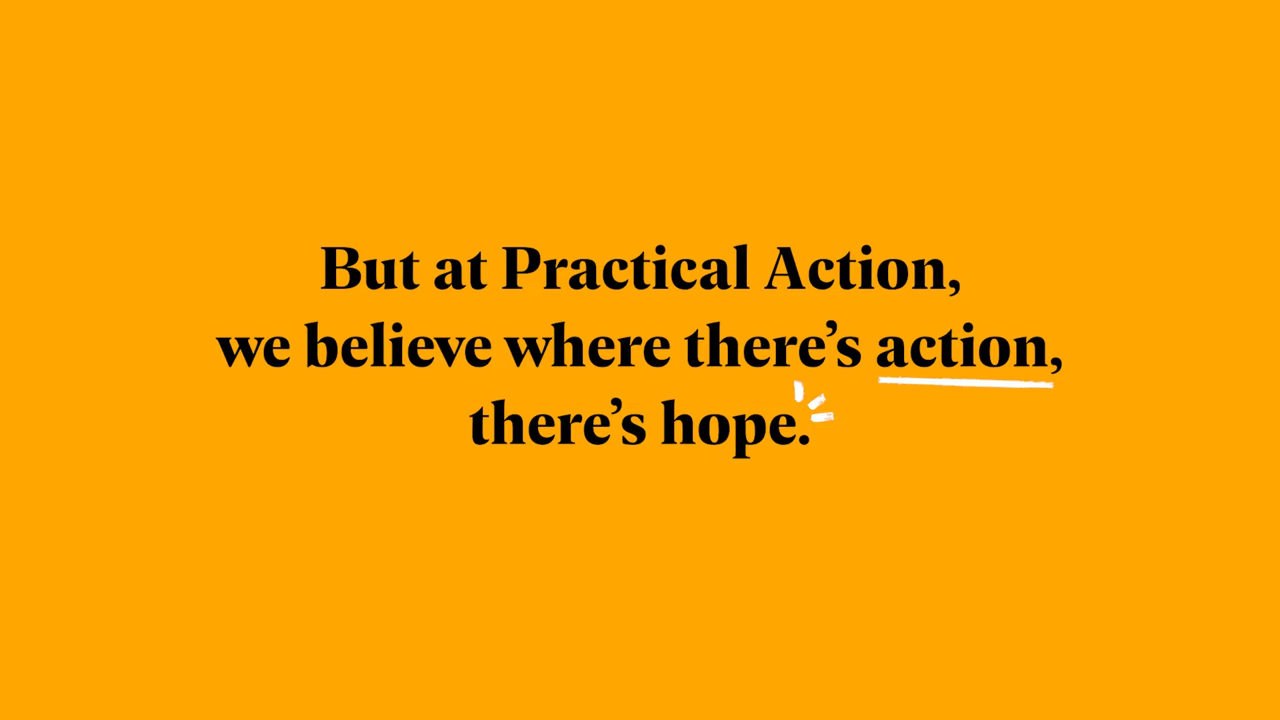 But at Practical Action,
we believe where there’s action,
there’s hope.